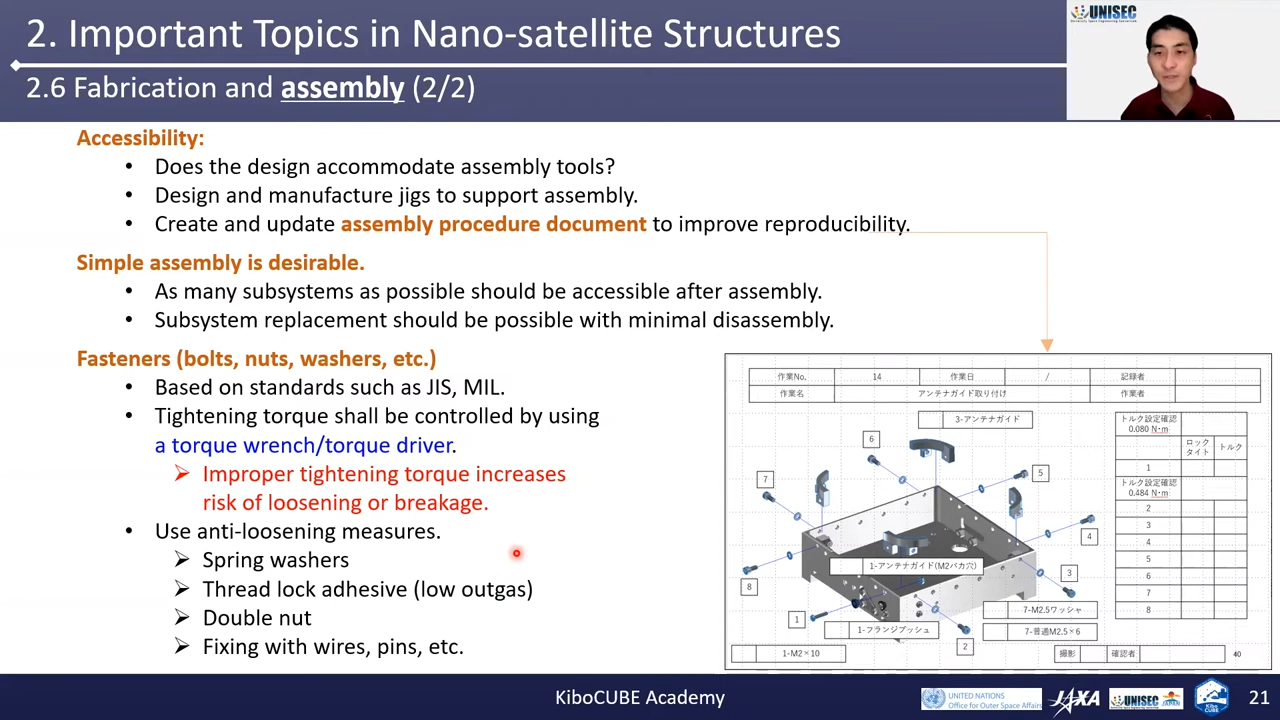 2. Important Topics in Nano-satellite Structures
UNISEC
2.6 Fabrication and assembly (2/2)
Accessibility:
• Does the design accommodate assembly tools?
• Design and manufacture jigs to support assembly.
• Create and update assembly procedure document to improve reproducibility.
Simple assembly is desirable.
• As many subsystems as possible should be accessible after assembly.
• Subsystem replacement should be possible with minimal disassembly.
Fasteners (bolts, nuts, washers, etc.)
• Based on standards such as JIS, MIL.
• Tightening torque shall be controlled by using
a torque wrench/torque driver.
➢ Improper tightening torque increases
risk of loosening or breakage.
• Use anti-loosening measures.
➢ Spring washers
➢ Thread lock adhesive (low outgas)
➢ Double nut
➢ Fixing with wires, pins, etc.
作業No. 14 作業日 / 記録者
作業名 アンテナガイド取り付け 作業者
3-アンテナガイド
6
7
5
4
8
3
1
2
1-アンテナガイド(M2バカ穴)
7-M2.5ワッシャ
1-フランジブッシュ
7-普通M2.5×6
1-M2×10
トルク設定確認
0.080 N・m
ロックタイト トルク
1
トルク設定確認
0.484 N・m
2
3
4
5
6
7
8
撮影 確認者
40
KiboCUBE Academy
UNITED NATIONS
Office for Outer Space Affairs
JAXA
UNISEC
JAPAN
Kibo
CUBE
21